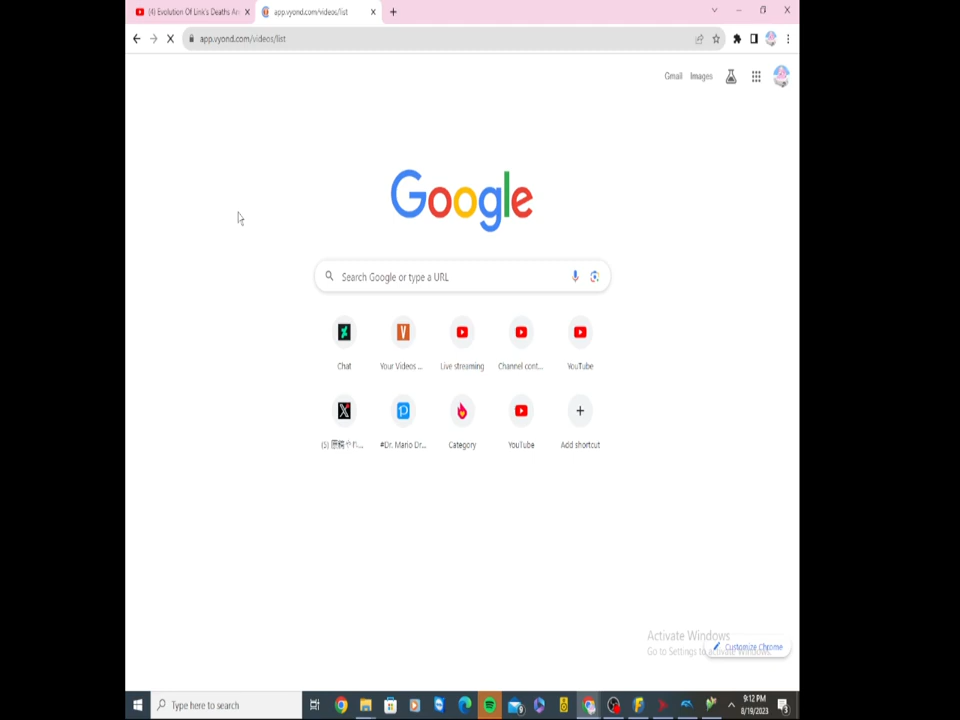 (4) Evolution Of Link's Deaths An
app.vyond.com/videos/list
app.vyond.com/videos/list
Gmail Images
Google
Search Google or type a URL
Chat
Your Videos ...
Live streaming
Channel cont...
YouTube
#Dr. Mario Dr...
Category
YouTube
Add shortcut
Activate Windows
Go to Settings to activate Windows.
Customize Chrome
Type here to search
9:12 PM
8/19/2023